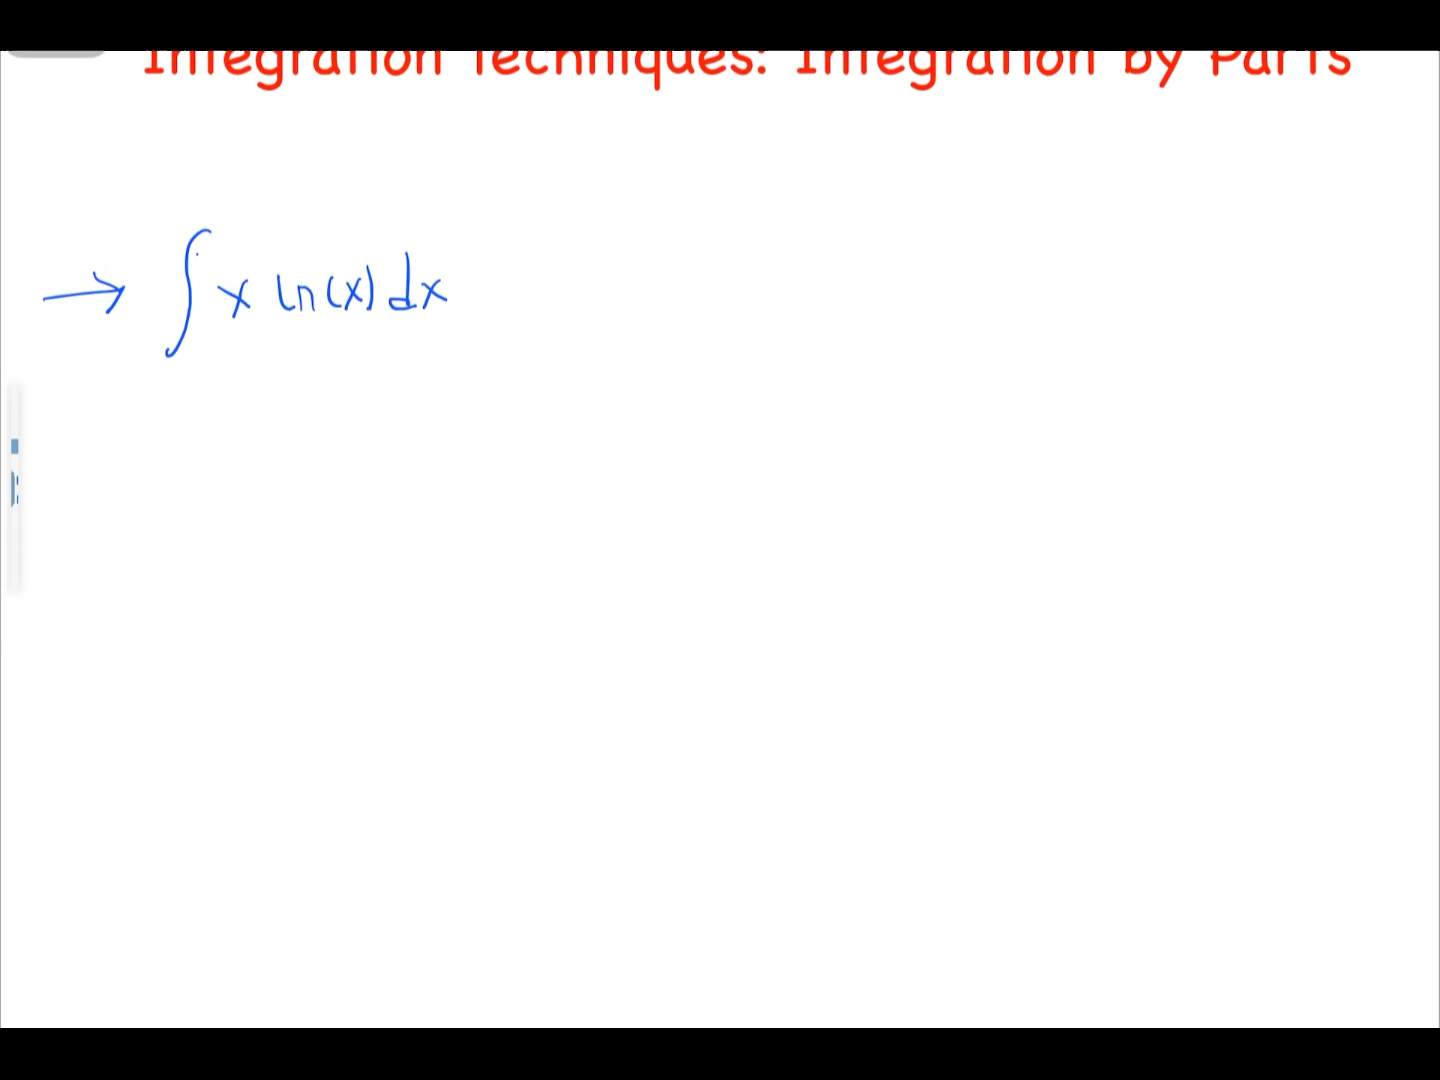 Integration Techniques: Integration by Parts
→ ∫ x ln(x) dx